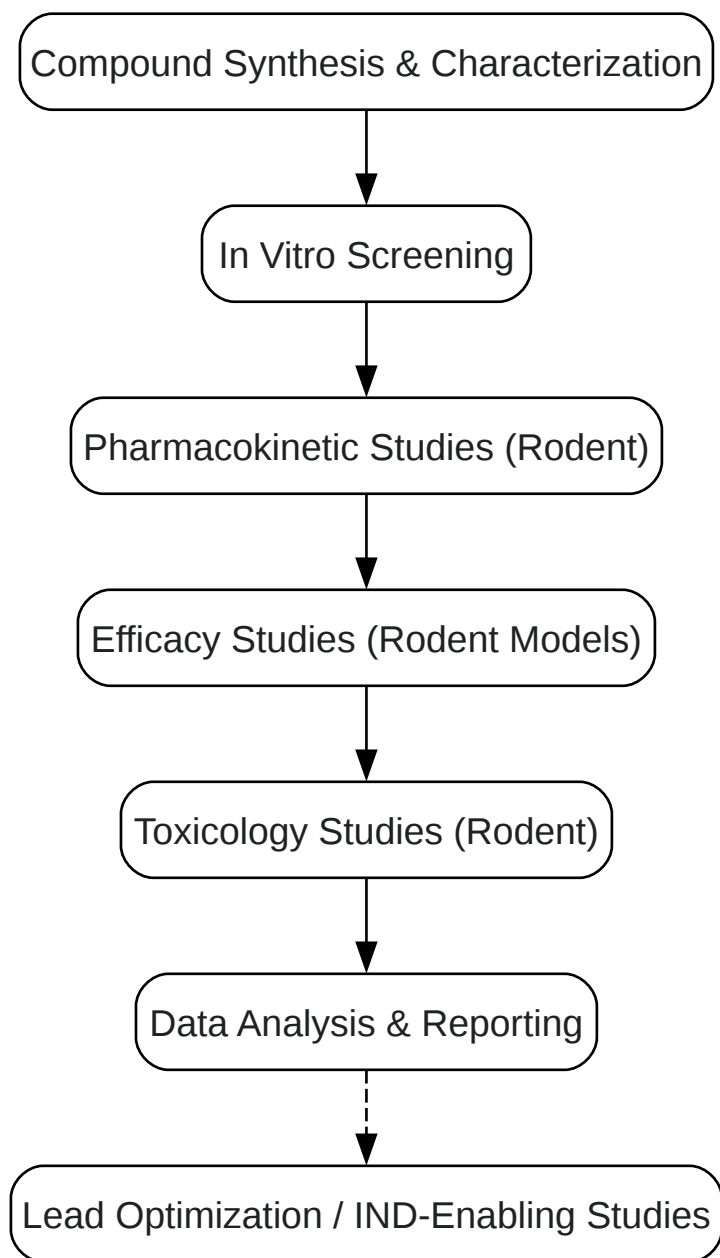 Compound Synthesis & Characterization
In Vitro Screening
Pharmacokinetic Studies (Rodent)
Efficacy Studies (Rodent Models)
Toxicology Studies (Rodent)
Data Analysis & Reporting
Lead Optimization / IND-Enabling Studies